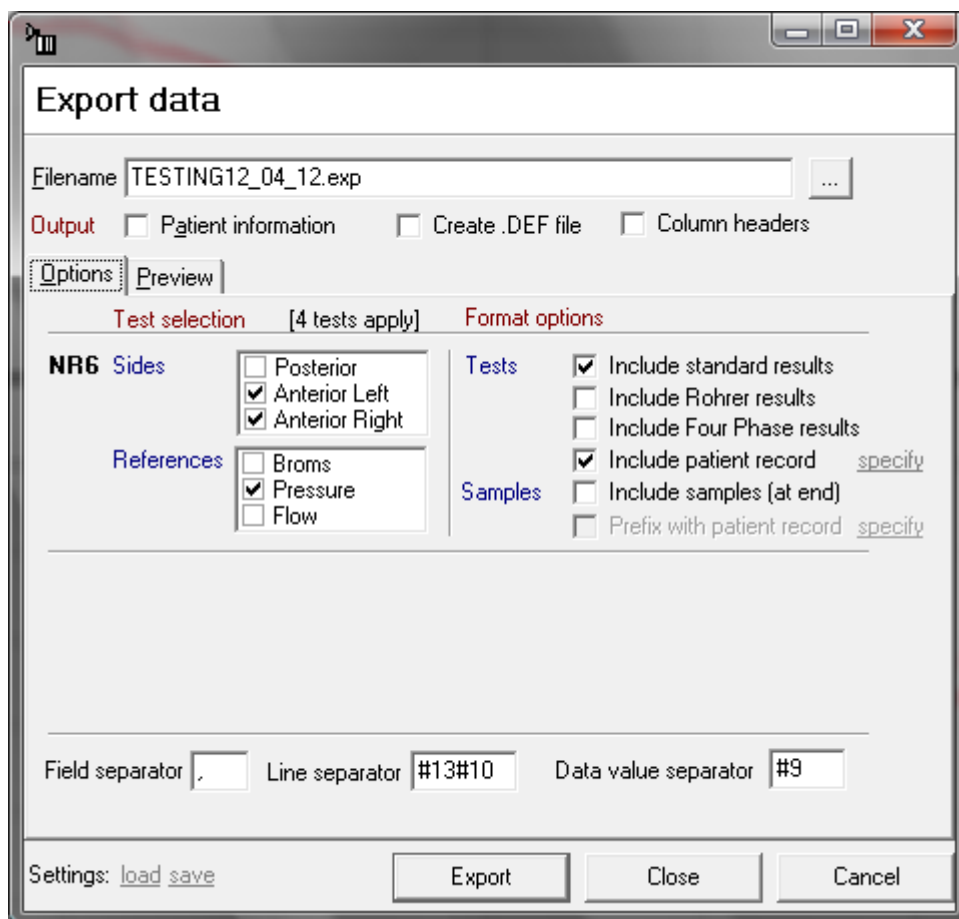 Export data
Filename TESTING12_04_12.exp ...
Output Patient information Create .DEF file Column headers
Options Preview
Test selection [4 tests apply] Format options
NR6 Sides Posterior Tests Include standard results
Anterior Left Include Rohrer results
Anterior Right Include Four Phase results
References Broms Include patient record specify
Pressure Samples Include samples (at end)
Flow Prefix with patient record specify
Field separator , Line separator #13#10 Data value separator #9
Settings: load save Export Close Cancel